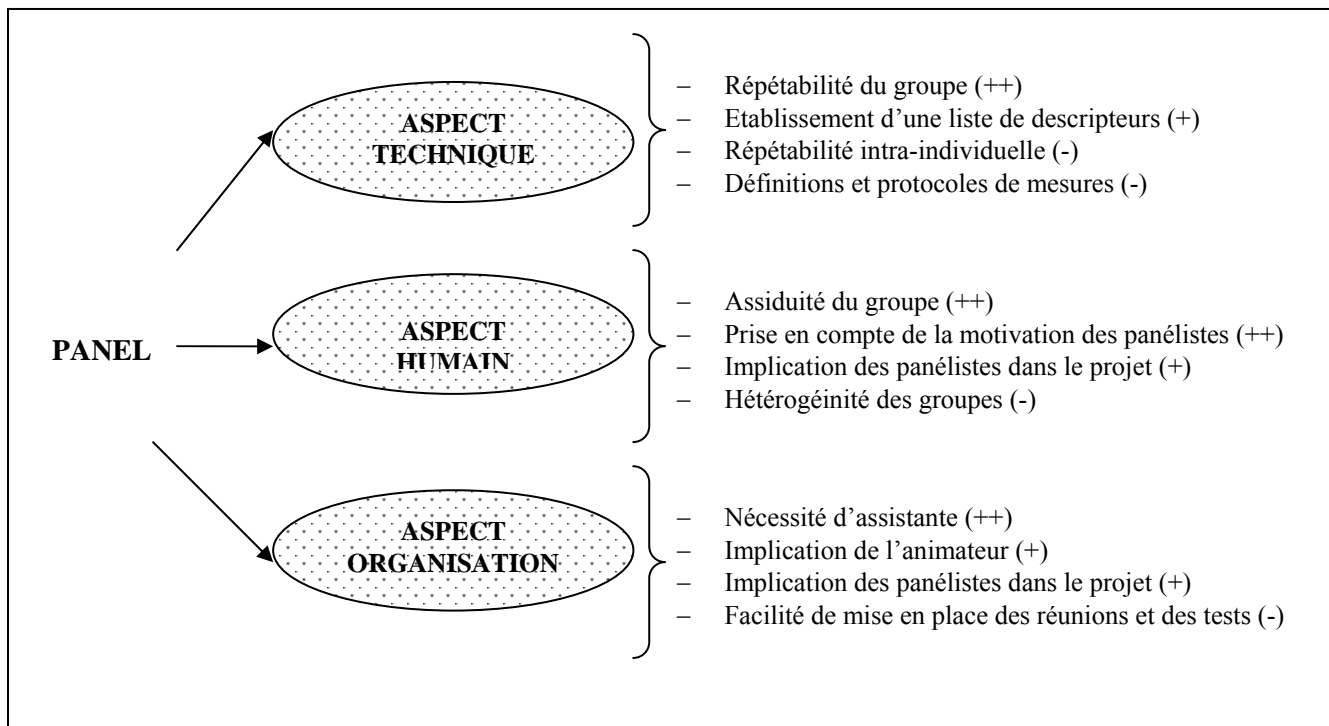 PANEL
ASPECT
TECHNIQUE
– Répétabilité du groupe (++)
– Etablissement d’une liste de descripteurs (+)
– Répétabilité intra-individuelle (-)
– Définitions et protocoles de mesures (-)
ASPECT
HUMAIN
– Assiduité du groupe (++)
– Prise en compte de la motivation des panélistes (++)
– Implication des panélistes dans le projet (+)
– Hétérogéinité des groupes (-)
ASPECT
ORGANISATION
– Nécessité d’assistante (++)
– Implication de l’animateur (+)
– Implication des panélistes dans le projet (+)
– Facilité de mise en place des réunions et des tests (-)